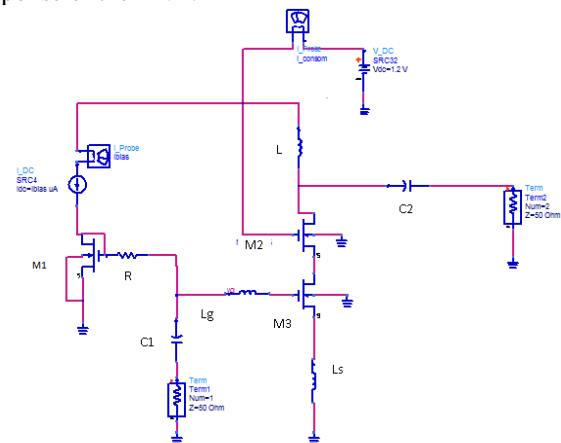 I_Probe
I_consom
V_DC
SRC32
Vdc=1.2 V
I_Probe
Ibias
I_DC
SRC4
Idc=Ibias uA
L
C2
Term
Term2
Num=2
Z=50 Ohm
M2
M1
R
Lg
M3
C1
Ls
Term
Term1
Num=1
Z=50 Ohm